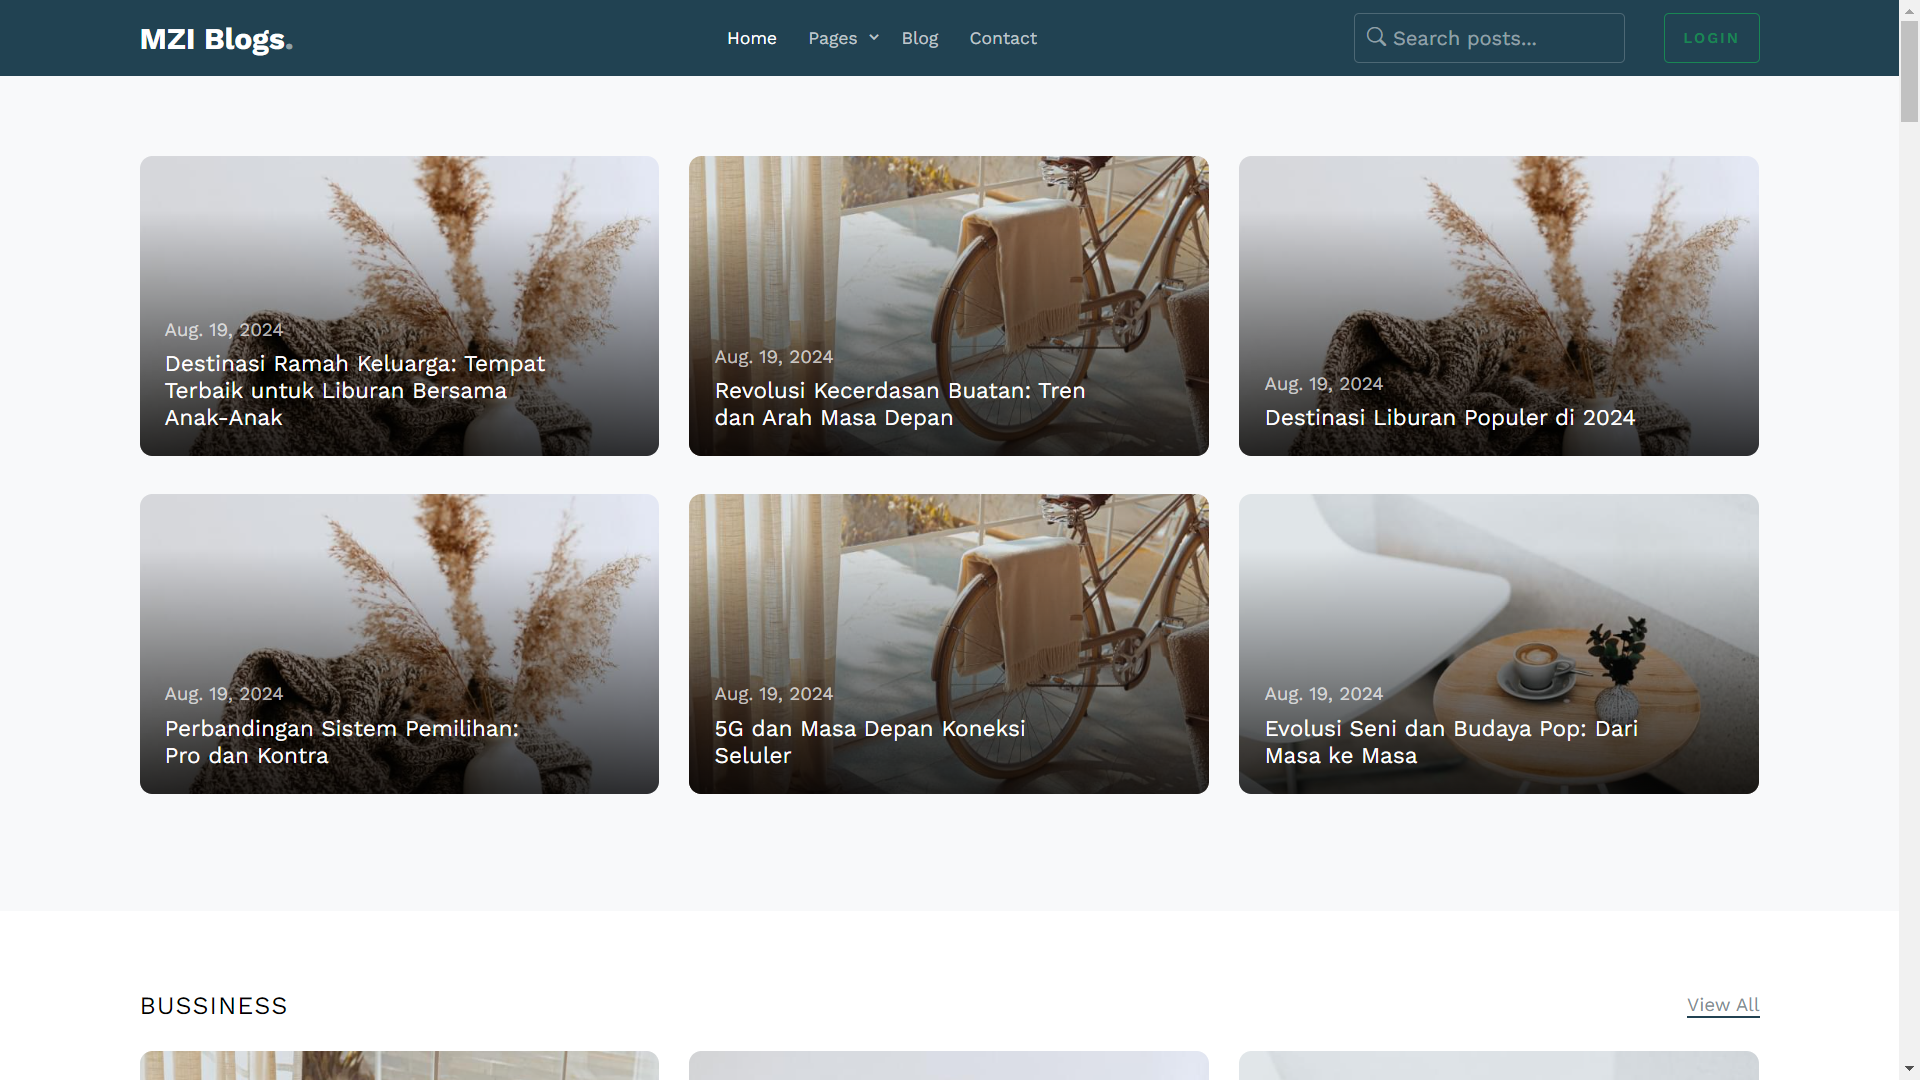 MZI Blogs.
Home
Pages
Blog
Contact
Search posts...
LOGIN
Aug. 19, 2024
Destinasi Ramah Keluarga: Tempat
Terbaik untuk Liburan Bersama
Anak-Anak
Aug. 19, 2024
Revolusi Kecerdasan Buatan: Tren
dan Arah Masa Depan
Aug. 19, 2024
Destinasi Liburan Populer di 2024
Aug. 19, 2024
Perbandingan Sistem Pemilihan:
Pro dan Kontra
Aug. 19, 2024
5G dan Masa Depan Koneksi
Seluler
Aug. 19, 2024
Evolusi Seni dan Budaya Pop: Dari
Masa ke Masa
BUSSINESS
View All